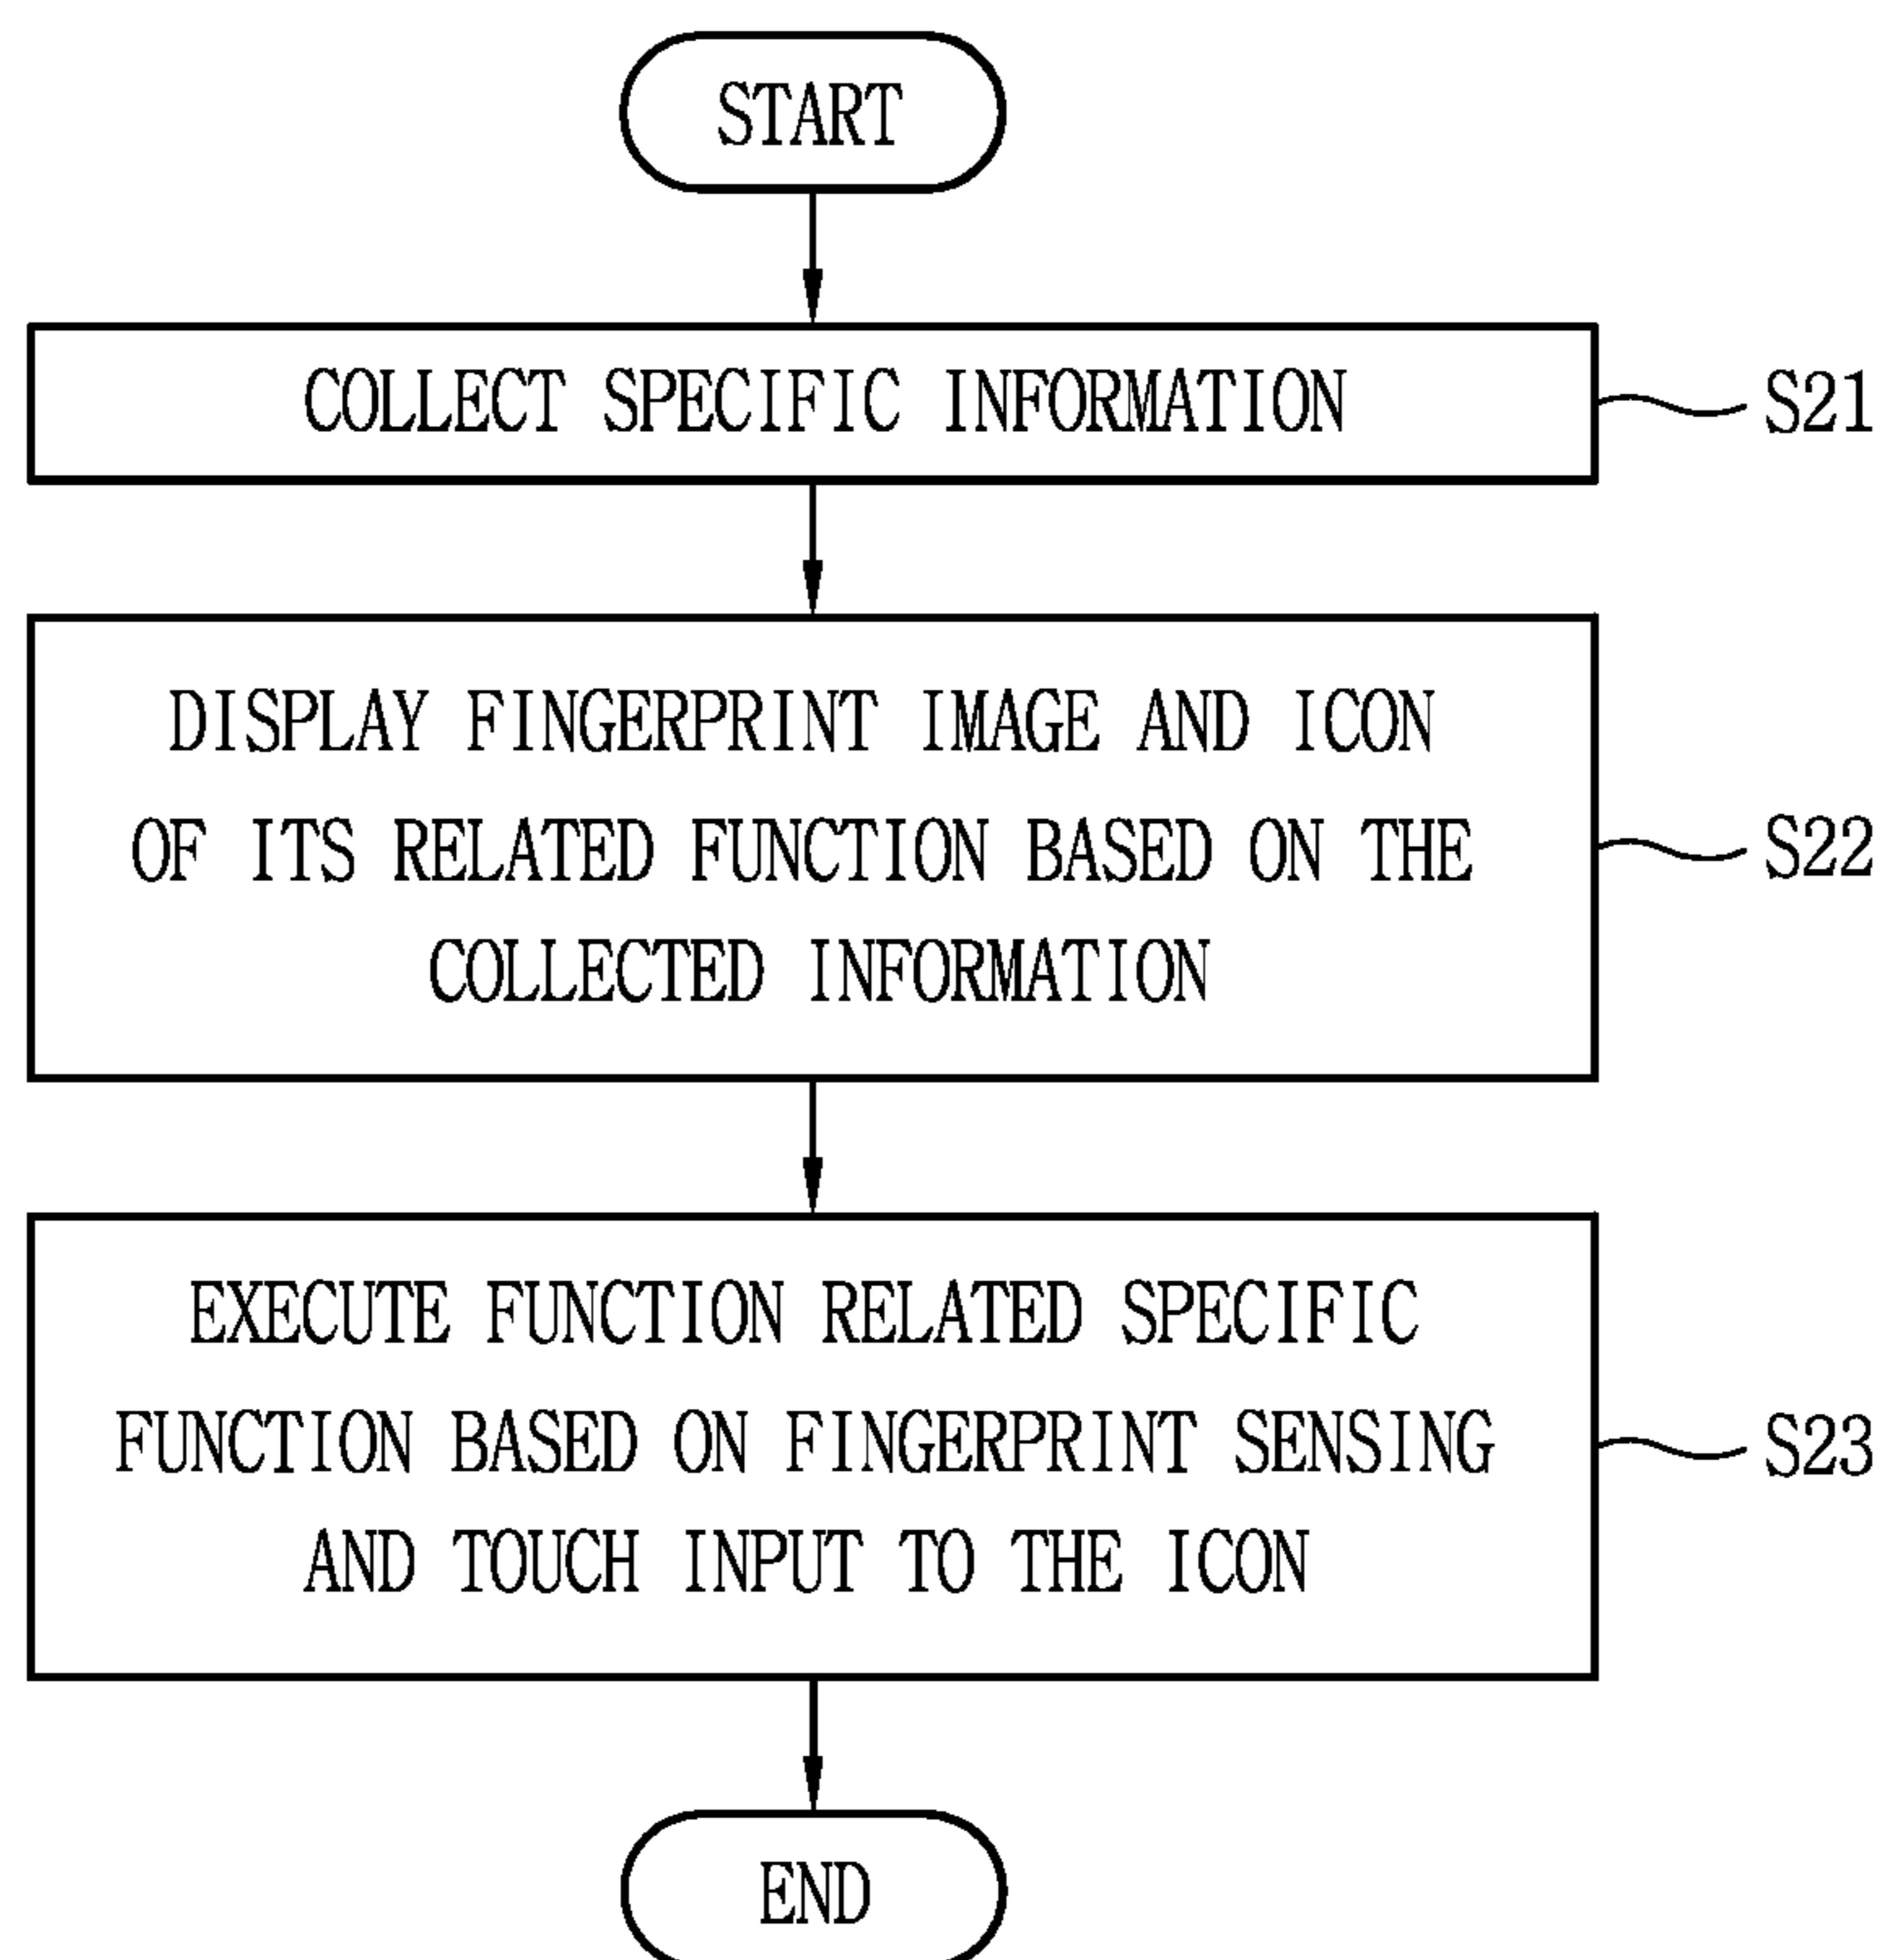 START
COLLECT SPECIFIC INFORMATION
S21
DISPLAY FINGERPRINT IMAGE AND ICON
OF ITS RELATED FUNCTION BASED ON THE
COLLECTED INFORMATION
S22
EXECUTE FUNCTION RELATED SPECIFIC
FUNCTION BASED ON FINGERPRINT SENSING
AND TOUCH INPUT TO THE ICON
S23
END